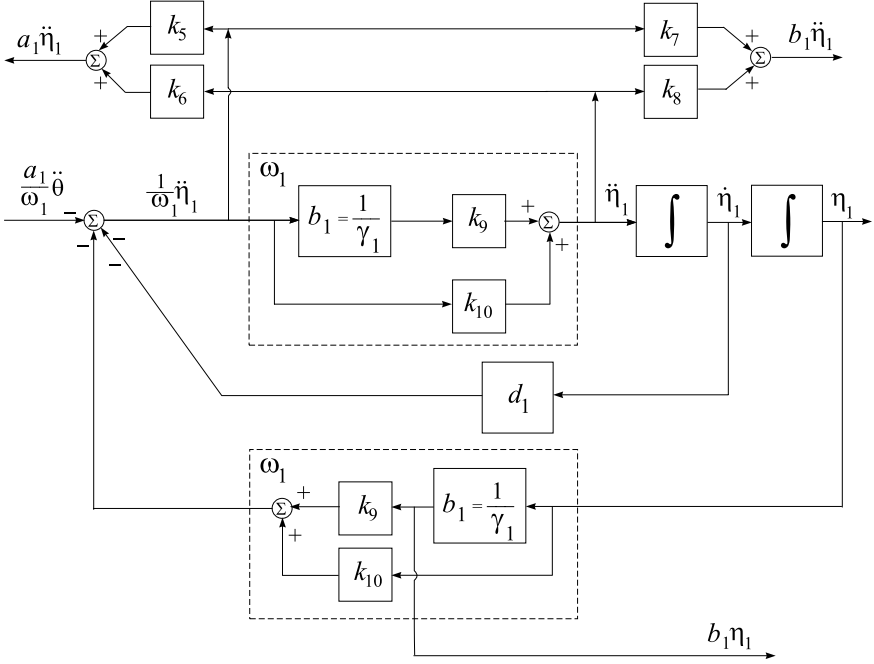 a₁η̈₁ + Σ + k₅ k₇ + Σ + b₁η̈₁
k₆ k₈
a₁/ω₁ θ̈ − Σ − − − 1/ω₁ η̈₁
ω₁
b₁ = 1/γ₁ k₉ + Σ + η̈₁ ∫ η̇₁ ∫ η₁
k₁₀
d₁
ω₁
Σ + + k₉ b₁ = 1/γ₁
k₁₀
b₁η₁